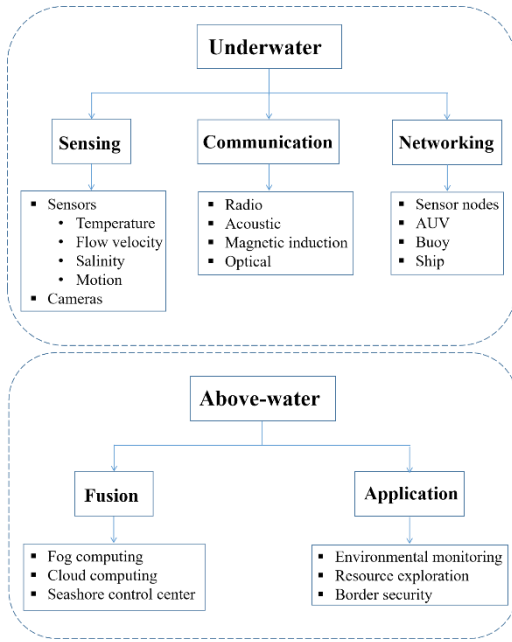 Underwater
Sensing
Communication
Networking
▪ Sensors
• Temperature
• Flow velocity
• Salinity
• Motion
▪ Cameras
▪ Radio
▪ Acoustic
▪ Magnetic induction
▪ Optical
▪ Sensor nodes
▪ AUV
▪ Buoy
▪ Ship
Above-water
Fusion
Application
▪ Fog computing
▪ Cloud computing
▪ Seashore control center
▪ Environmental monitoring
▪ Resource exploration
▪ Border security